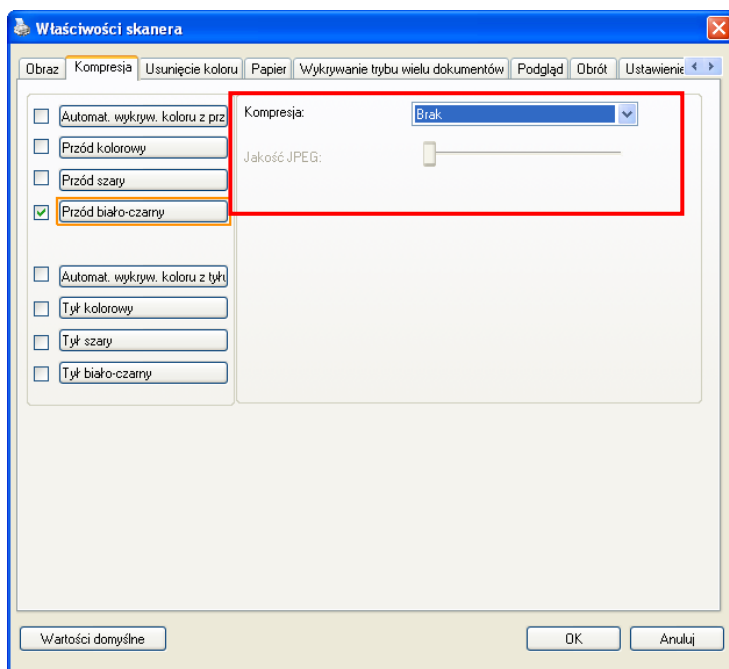 Właściwości skanera
Obraz Kompresja Usunięcie koloru Papier Wykrywanie trybu wielu dokumentów Podgląd Obrót Ustawienie
Automat. wykryw. koloru z prz
Przód kolorowy
Przód szary
Przód biało-czarny
Automat. wykryw. koloru z tyłu
Tył kolorowy
Tył szary
Tył biało-czarny
Kompresja: Brak
Jakość JPEG:
Wartości domyślne OK Anuluj